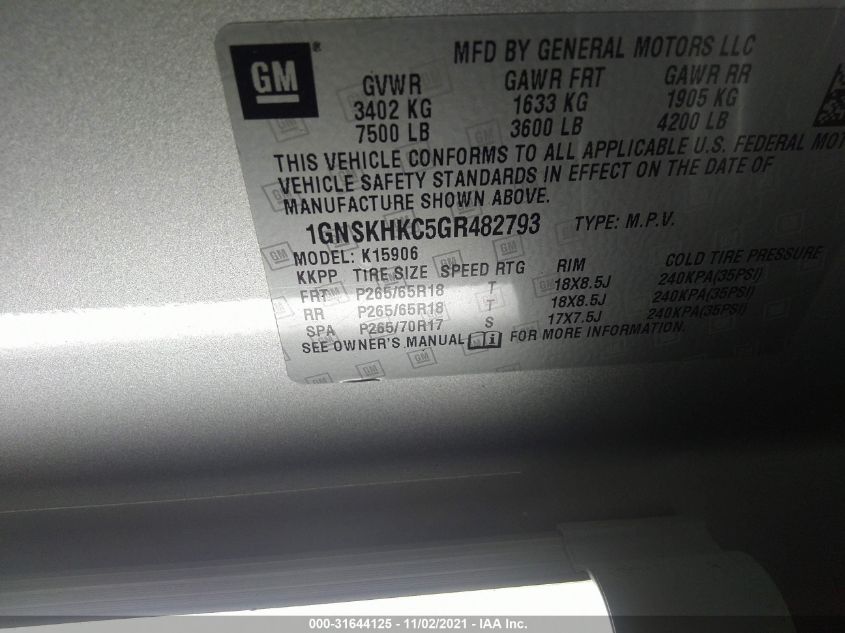 GM ®
MFD BY GENERAL MOTORS LLC
GVWR GAWR FRT GAWR RR
3402 KG 1633 KG 1905 KG
7500 LB 3600 LB 4200 LB
THIS VEHICLE CONFORMS TO ALL APPLICABLE U.S. FEDERAL MOT
VEHICLE SAFETY STANDARDS IN EFFECT ON THE DATE OF
MANUFACTURE SHOWN ABOVE.
1GNSKHKC5GR482793 TYPE: M.P.V.
MODEL: K15906
KKPP TIRE SIZE SPEED RTG RIM COLD TIRE PRESSURE
FRT P265/65R18 T 18X8.5J 240KPA(35PSI)
RR P265/65R18 T 18X8.5J 240KPA(35PSI)
SPA P265/70R17 S 17X7.5J 240KPA(35PSI)
SEE OWNER'S MANUAL FOR MORE INFORMATION.
000-31644125 - 11/02/2021 - IAA Inc.